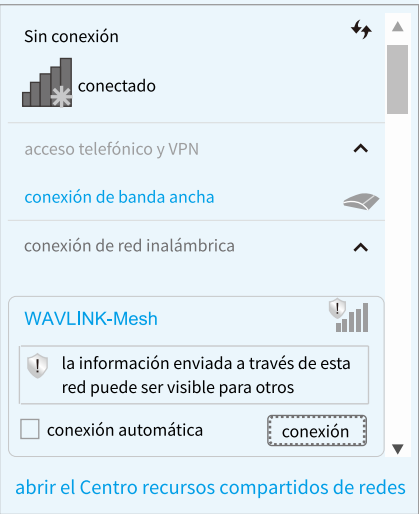 Sin conexión
conectado
acceso telefónico y VPN
conexión de banda ancha
conexión de red inalámbrica
WAVLINK-Mesh
la información enviada a través de esta
red puede ser visible para otros
conexión automática
conexión
abrir el Centro recursos compartidos de redes